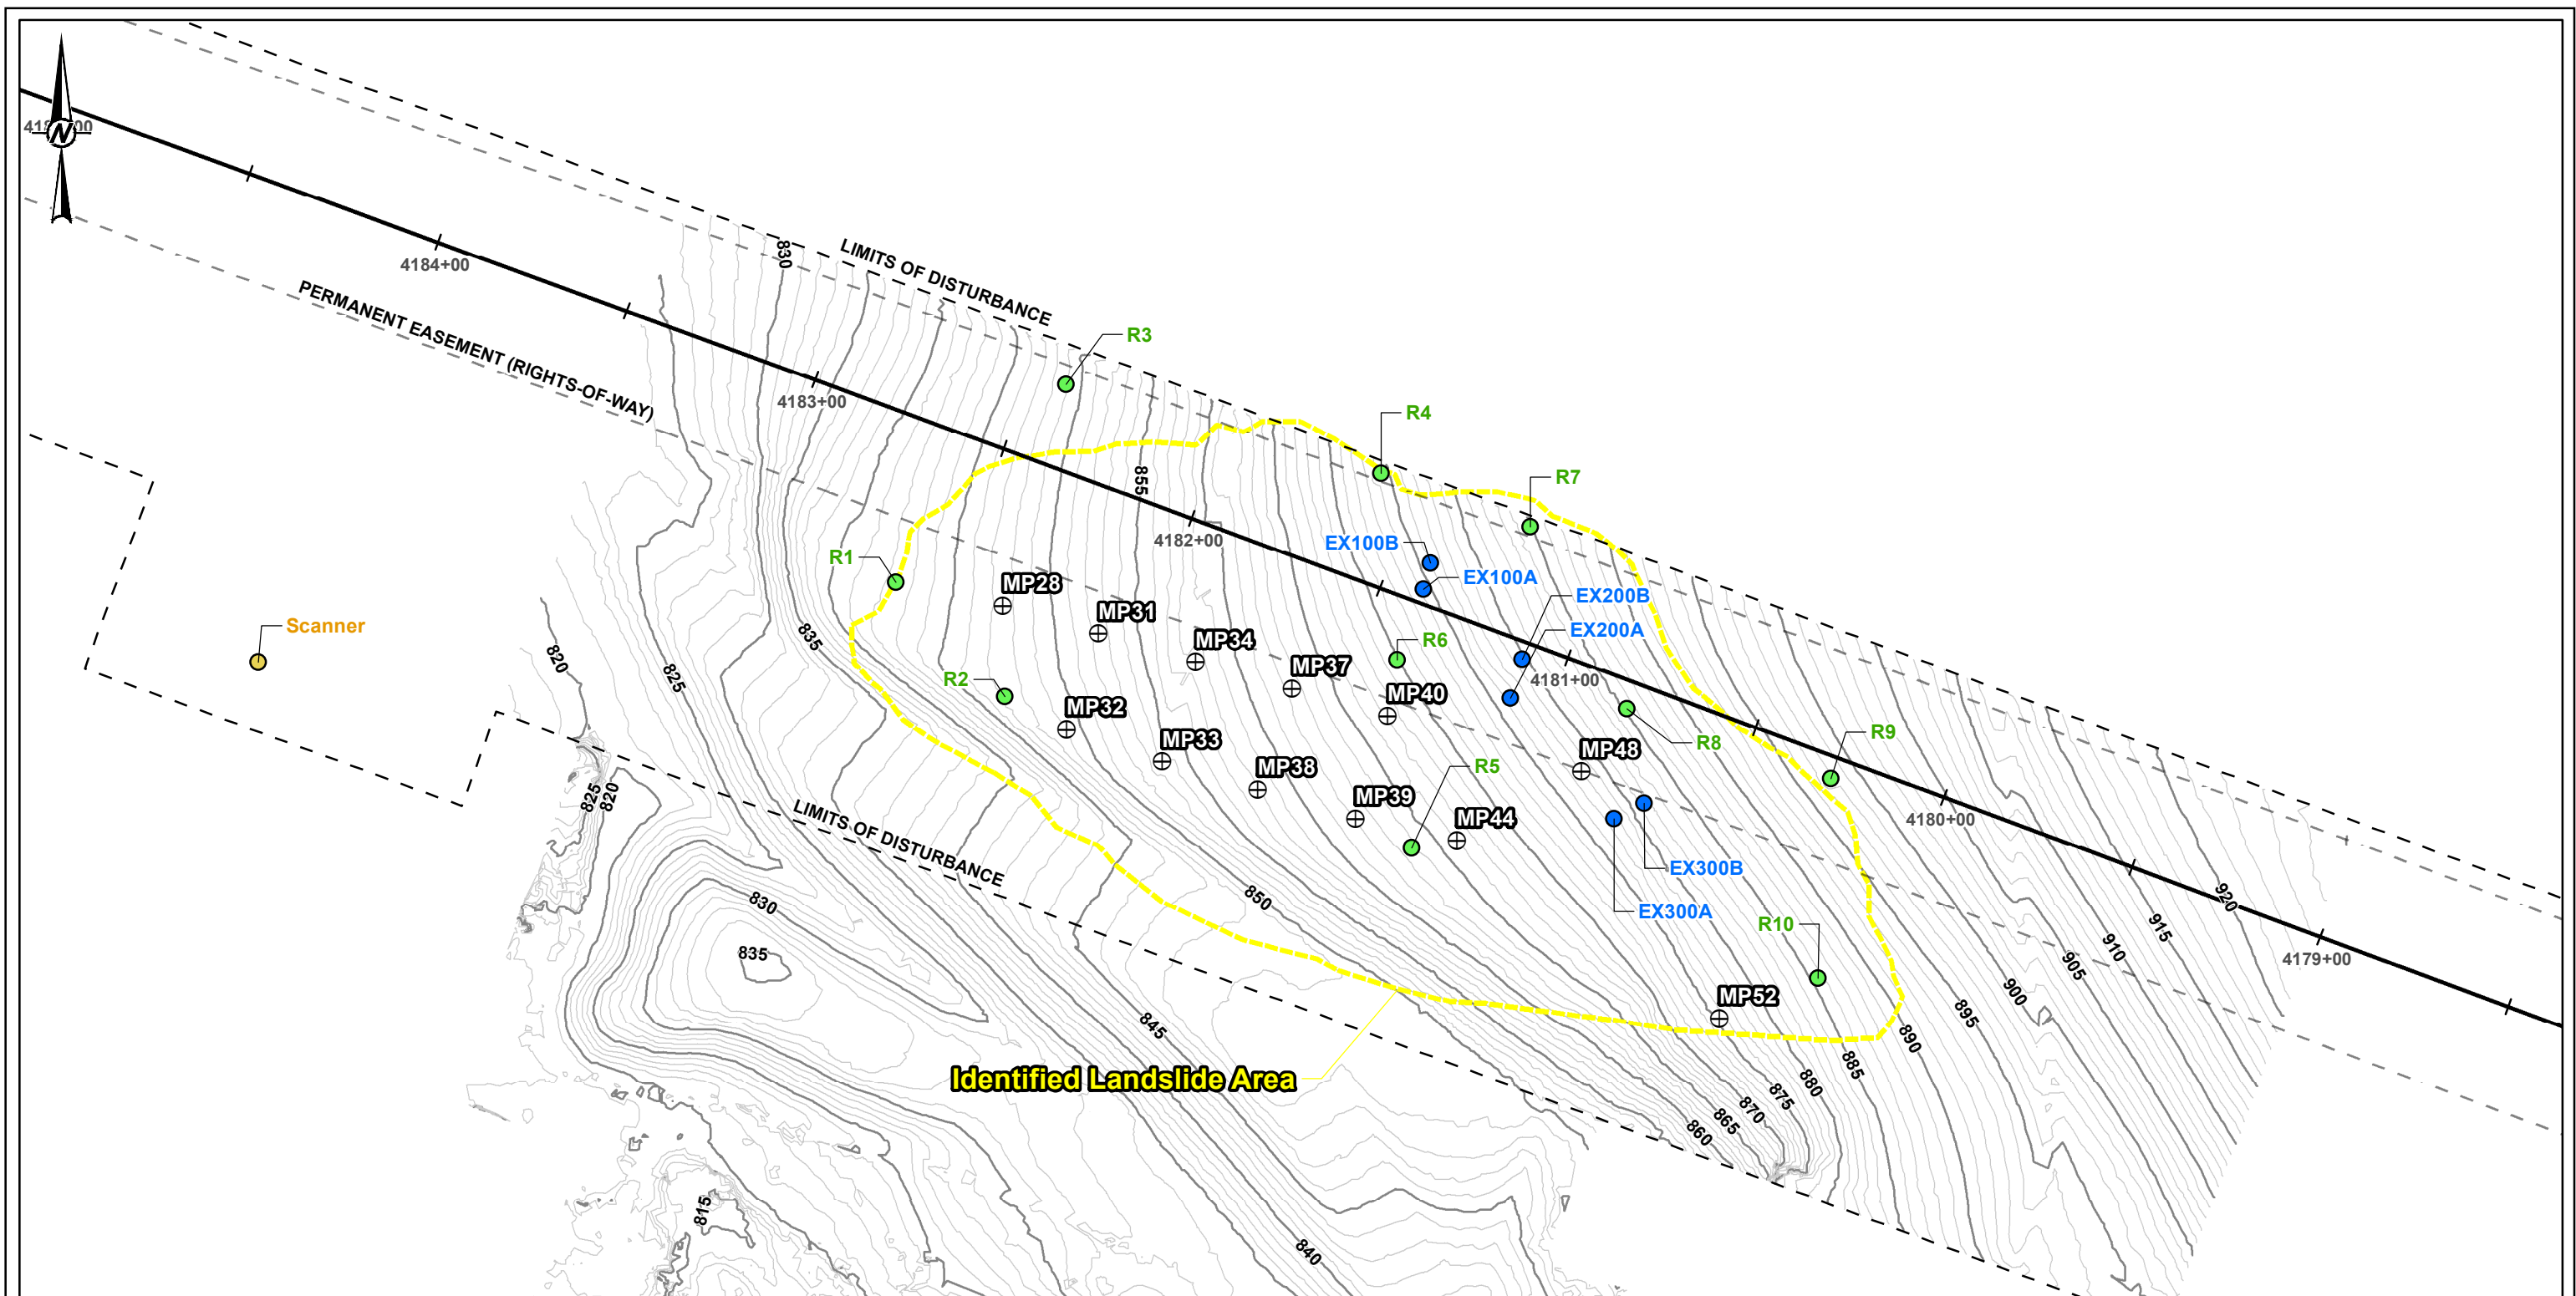 N
830
LIMITS OF DISTURBANCE
4184+00
PERMANENT EASEMENT (RIGHTS-OF-WAY)
R3
4183+00
R4
855
R7
4182+00
EX100B
R1
EX100A
MP28
EX200B
MP31
Scanner
835
EX200A
MP34
R6
820
825
R2
MP37
4181+00
MP40
MP32
R9
MP33
R8
MP48
MP38
R5
825
820
MP39
4180+00
LIMITS OF DISTURBANCE
MP44
EX300B
850
920
830
EX300A
R10
915
910
835
4179+00
905
900
MP52
895
845
890
Identified Landslide Area
885
880
875
870
865
860
815
840